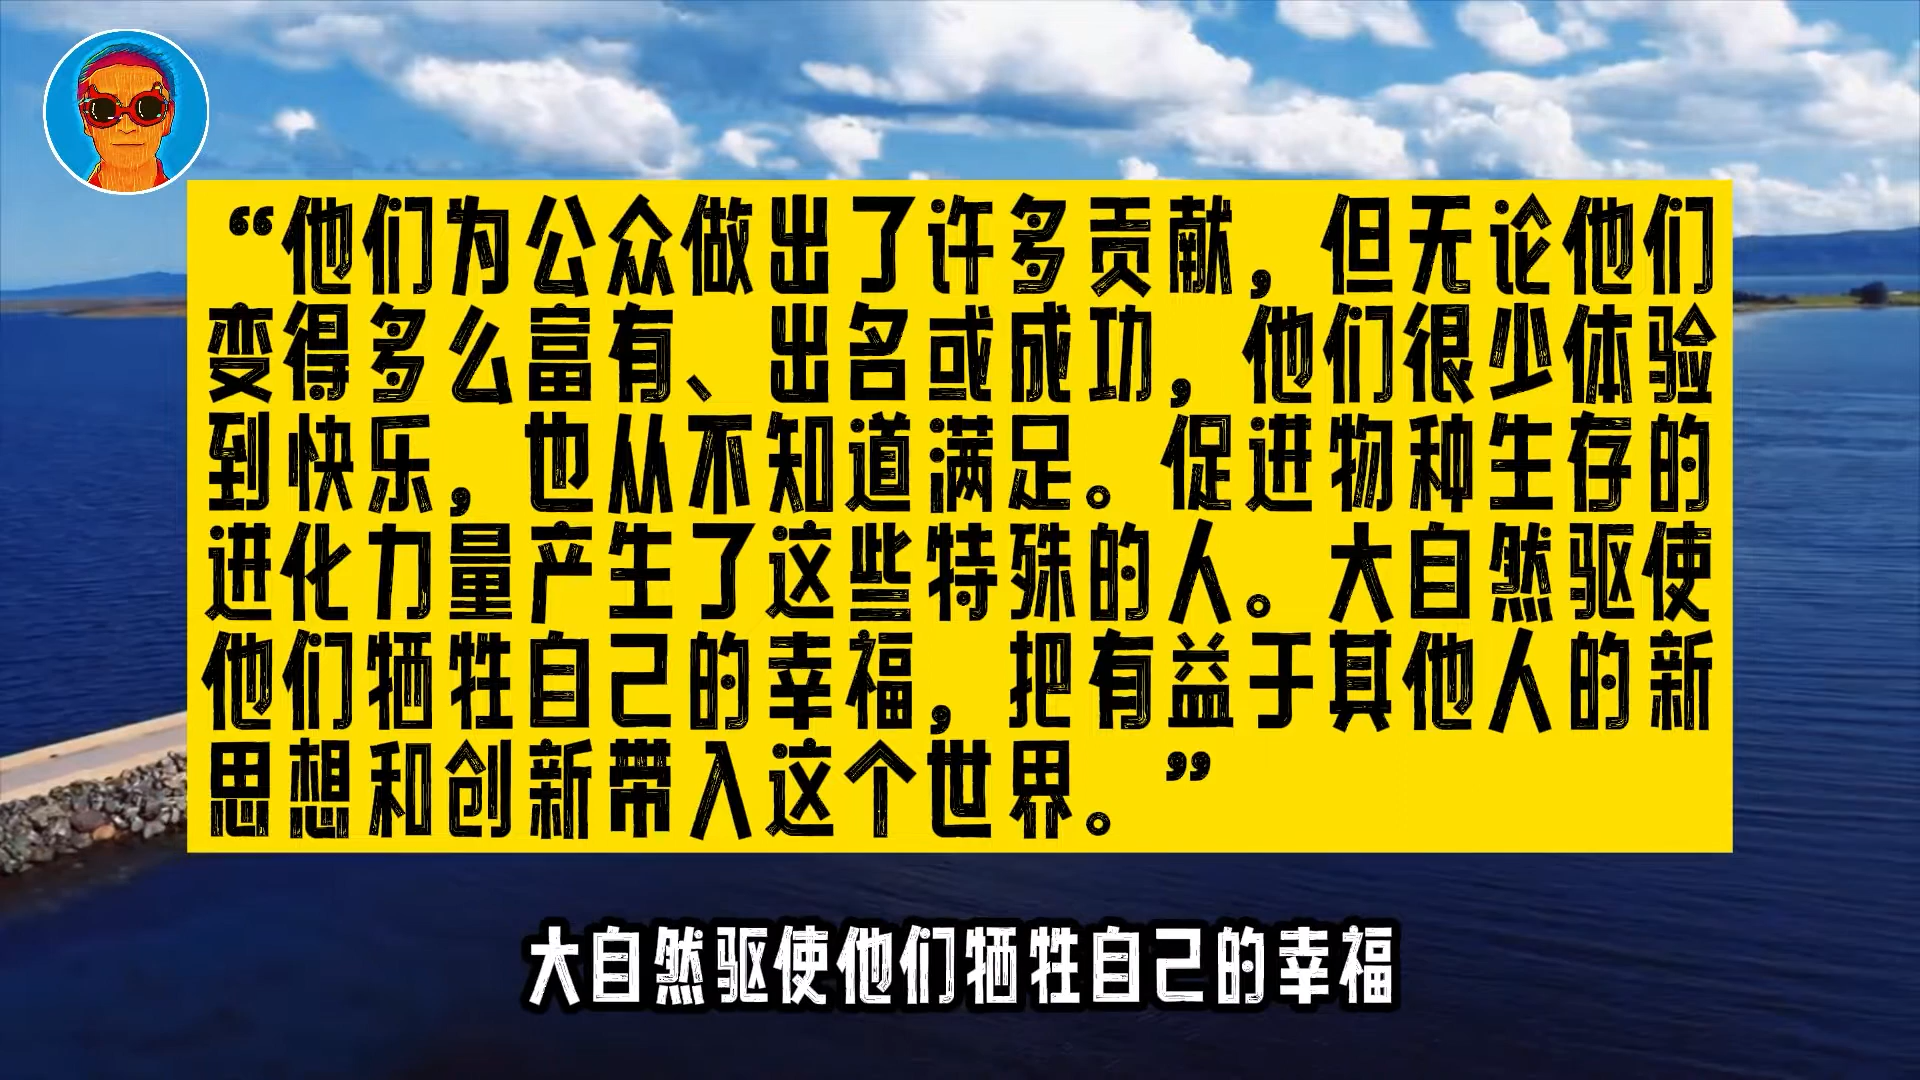 “他们为公众做出了许多贡献，但无论他们
变得多么富有、出名或成功，他们很少体验
到快乐，也从不知道满足。促进物种生存的
进化力量产生了这些特殊的人。大自然驱使
他们牺牲自己的幸福，把有益于其他人的新
思想和创新带入这个世界。”
大自然驱使他们牺牲自己的幸福